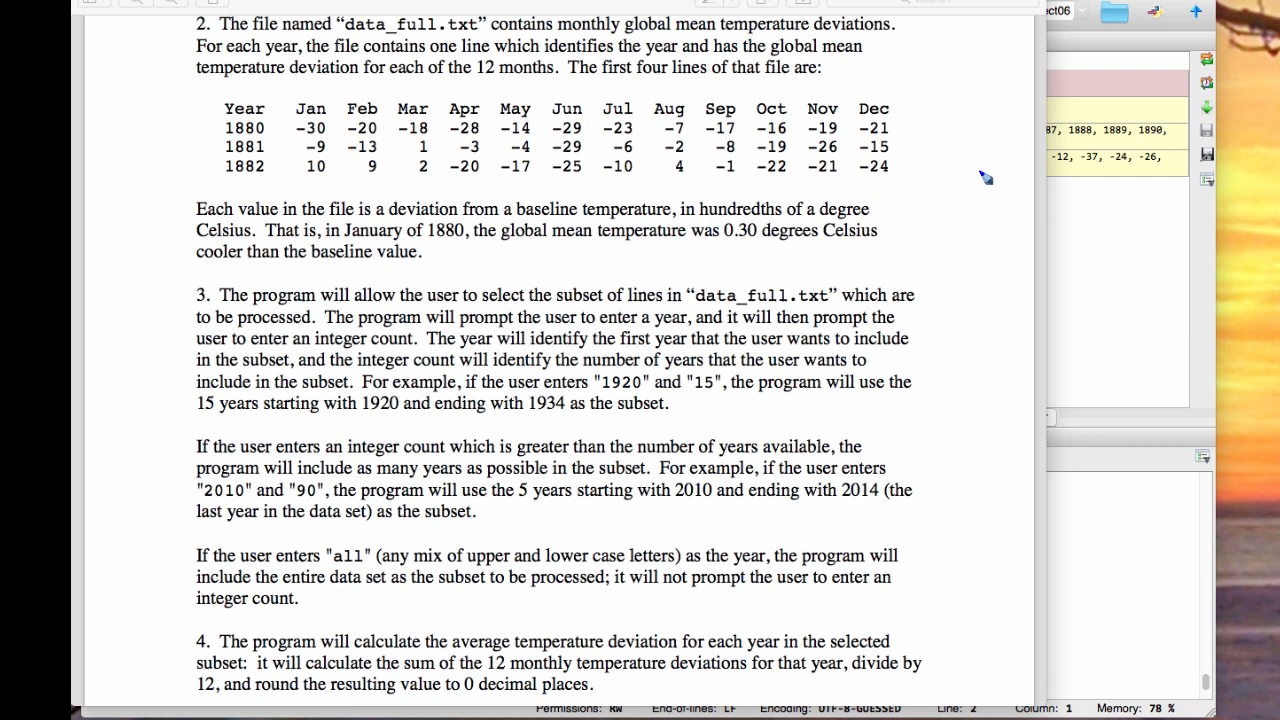 2. The file named “data_full.txt” contains monthly global mean temperature deviations.
For each year, the file contains one line which identifies the year and has the global mean
temperature deviation for each of the 12 months. The first four lines of that file are:
Year Jan Feb Mar Apr May Jun Jul Aug Sep Oct Nov Dec
1880 -30 -20 -18 -28 -14 -29 -23 -7 -17 -16 -19 -21
1881 -9 -13 1 -3 -4 -29 -6 -2 -8 -19 -26 -15
1882 10 9 2 -20 -17 -25 -10 4 -1 -22 -21 -24
Each value in the file is a deviation from a baseline temperature, in hundredths of a degree
Celsius. That is, in January of 1880, the global mean temperature was 0.30 degrees Celsius
cooler than the baseline value.
3. The program will allow the user to select the subset of lines in “data_full.txt” which are
to be processed. The program will prompt the user to enter a year, and it will then prompt the
user to enter an integer count. The year will identify the first year that the user wants to include
in the subset, and the integer count will identify the number of years that the user wants to
include in the subset. For example, if the user enters "1920" and "15", the program will use the
15 years starting with 1920 and ending with 1934 as the subset.
If the user enters an integer count which is greater than the number of years available, the
program will include as many years as possible in the subset. For example, if the user enters
"2010" and "90", the program will use the 5 years starting with 2010 and ending with 2014 (the
last year in the data set) as the subset.
If the user enters "all" (any mix of upper and lower case letters) as the year, the program will
include the entire data set as the subset to be processed; it will not prompt the user to enter an
integer count.
4. The program will calculate the average temperature deviation for each year in the selected
subset: it will calculate the sum of the 12 monthly temperature deviations for that year, divide by
12, and round the resulting value to 0 decimal places.
ect06
87, 1888, 1889, 1890,
-12, -37, -24, -26,
Permissions: RW End-of-lines: LF Encoding: UTF-8-GUESSED Line: 2 Column: 1 Memory: 78 %